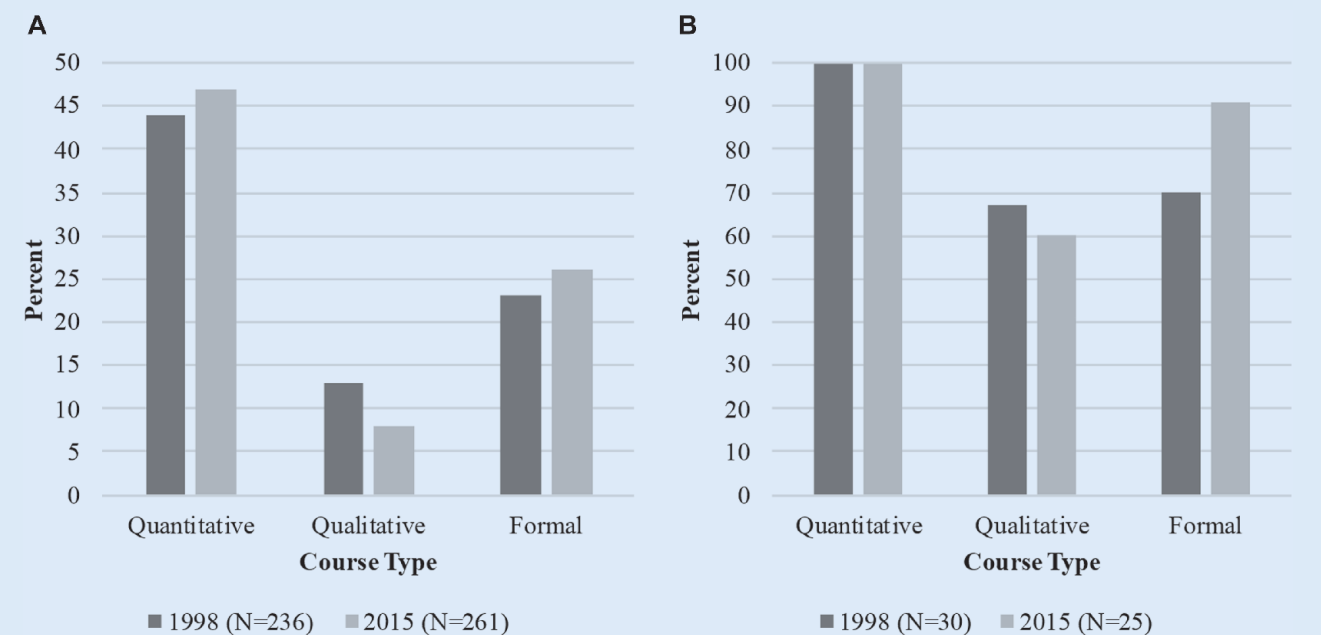 A
50
45
40
35
30
25
20
15
10
5
0
Percent
Quantitative Qualitative Formal
Course Type
1998 (N=236) 2015 (N=261)
B
100
90
80
70
60
50
40
30
20
10
0
Percent
Quantitative Qualitative Formal
Course Type
1998 (N=30) 2015 (N=25)